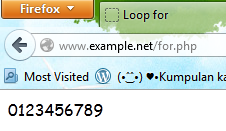 Firefox
Loop for
www.example.net/for.php
Most Visited
(•̃‿•̃) ♥•Kumpulan ka
0123456789